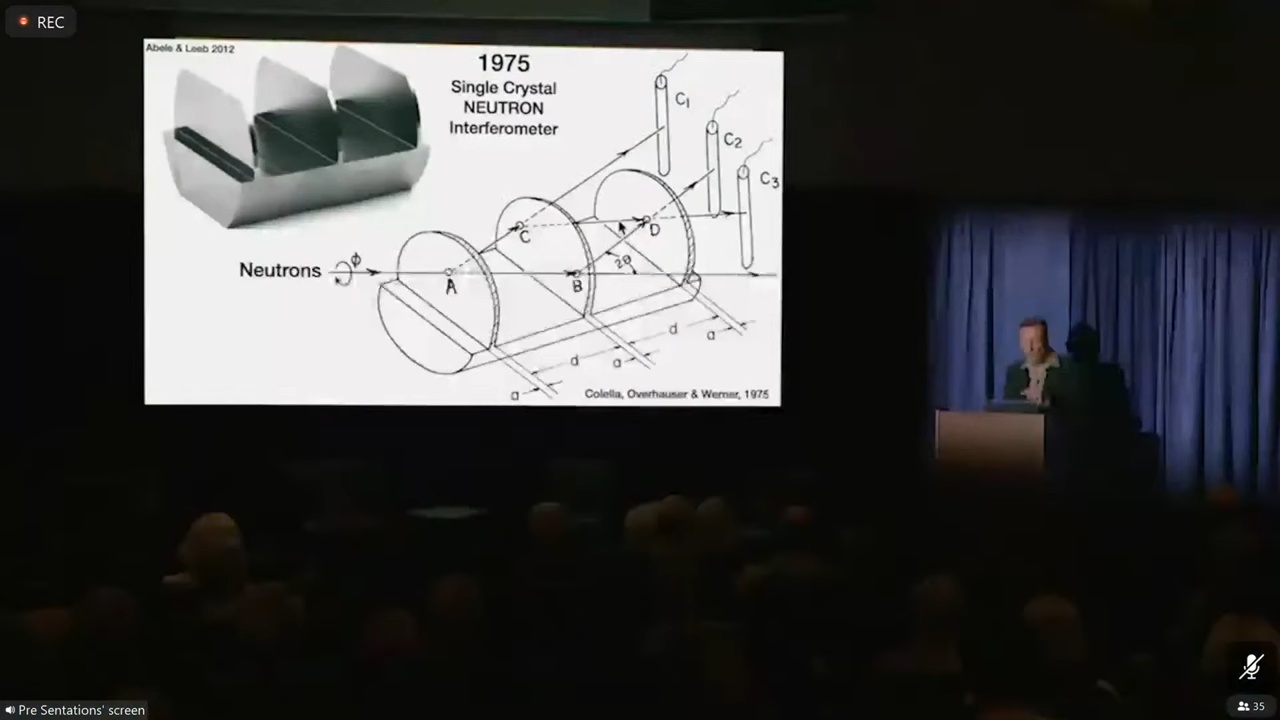 REC
Abele & Leeb 2012
1975
Single Crystal
NEUTRON
Interferometer
C1
C2
C3
C
D
2θ
Neutrons
ϕ
A
B
d
a
d
a
a
Colella, Overhauser & Werner, 1975
Pre Sentations' screen
35